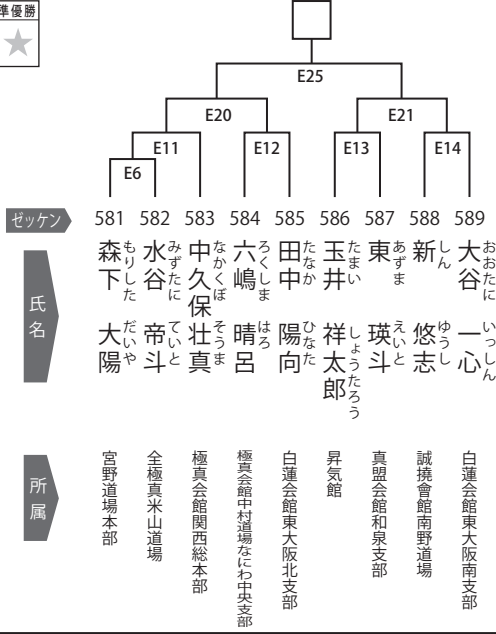 準優勝
E25
E20 E21
E11 E12 E13 E14
E6
ゼッケン 581 582 583 584 585 586 587 588 589
氏名
森下 大陽 もりした だいや
水谷 帝斗 みずたに ていと
中久保 壮真 なかくぼ そうま
六嶋 晴呂 ろくしま はろ
田中 陽向 たなか ひなた
玉井 祥太郎 たまい しょうたろう
東 瑛斗 あずま えいと
新 悠志 しん ゆうし
大谷 一心 おおたに いっしん
所属
宮野道場本部
全極真米山道場
極真会館関西総本部
極真会館中村道場なにわ中央支部
白蓮会館東大阪北支部
昇気館
真盟会館和泉支部
誠撓會館南野道場
白蓮会館東大阪南支部